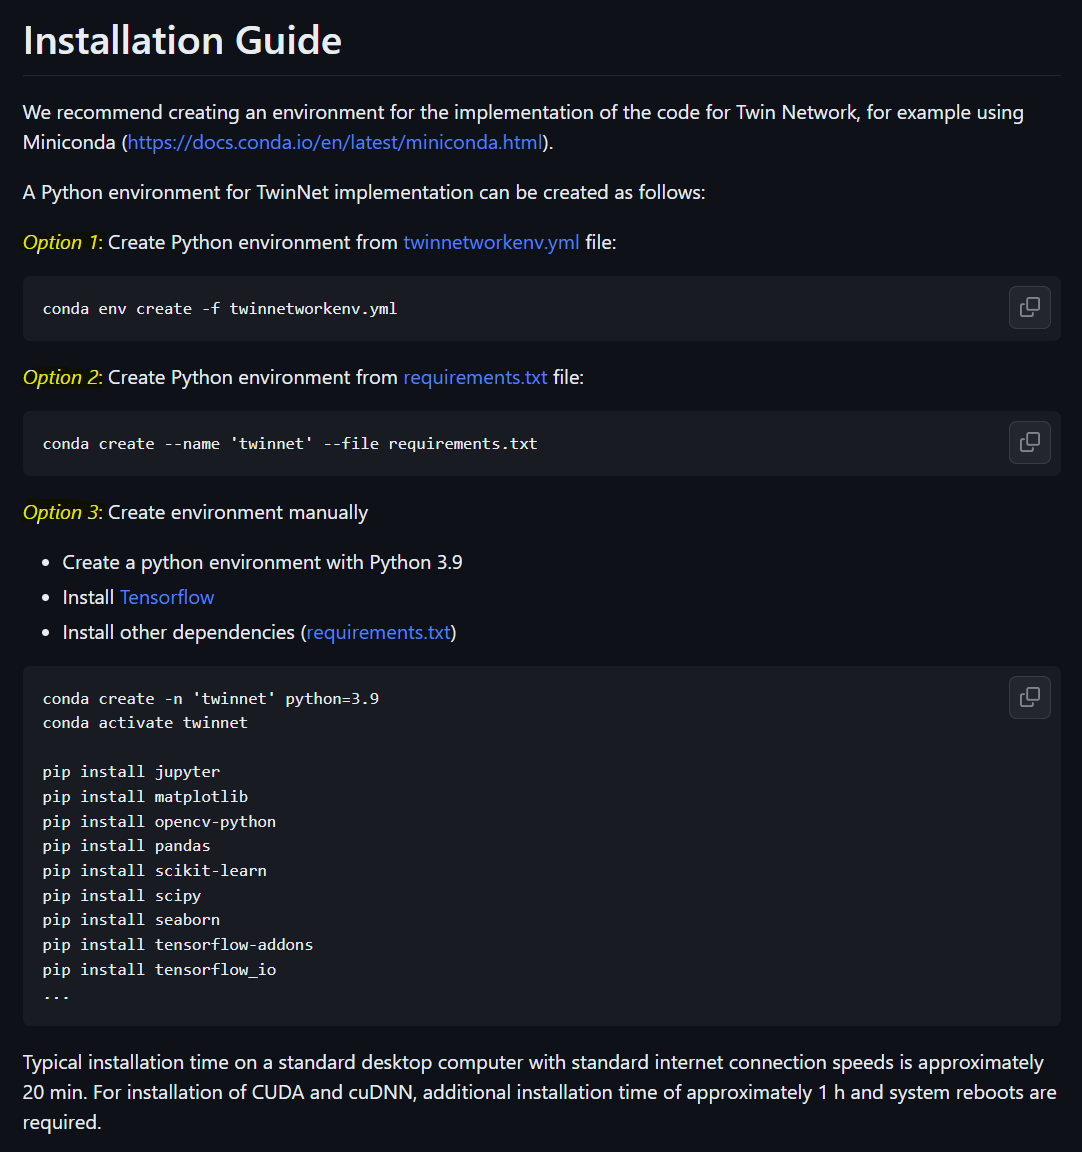 Installation Guide
We recommend creating an environment for the implementation of the code for Twin Network, for example using
Miniconda (https://docs.conda.io/en/latest/miniconda.html).
A Python environment for TwinNet implementation can be created as follows:
Option 1: Create Python environment from twinnetworkenv.yml file:
conda env create -f twinnetworkenv.yml
Option 2: Create Python environment from requirements.txt file:
conda create --name 'twinnet' --file requirements.txt
Option 3: Create environment manually
• Create a python environment with Python 3.9
• Install Tensorflow
• Install other dependencies (requirements.txt)
conda create -n 'twinnet' python=3.9
conda activate twinnet
pip install jupyter
pip install matplotlib
pip install opencv-python
pip install pandas
pip install scikit-learn
pip install scipy
pip install seaborn
pip install tensorflow-addons
pip install tensorflow_io
...
Typical installation time on a standard desktop computer with standard internet connection speeds is approximately
20 min. For installation of CUDA and cuDNN, additional installation time of approximately 1 h and system reboots are
required.